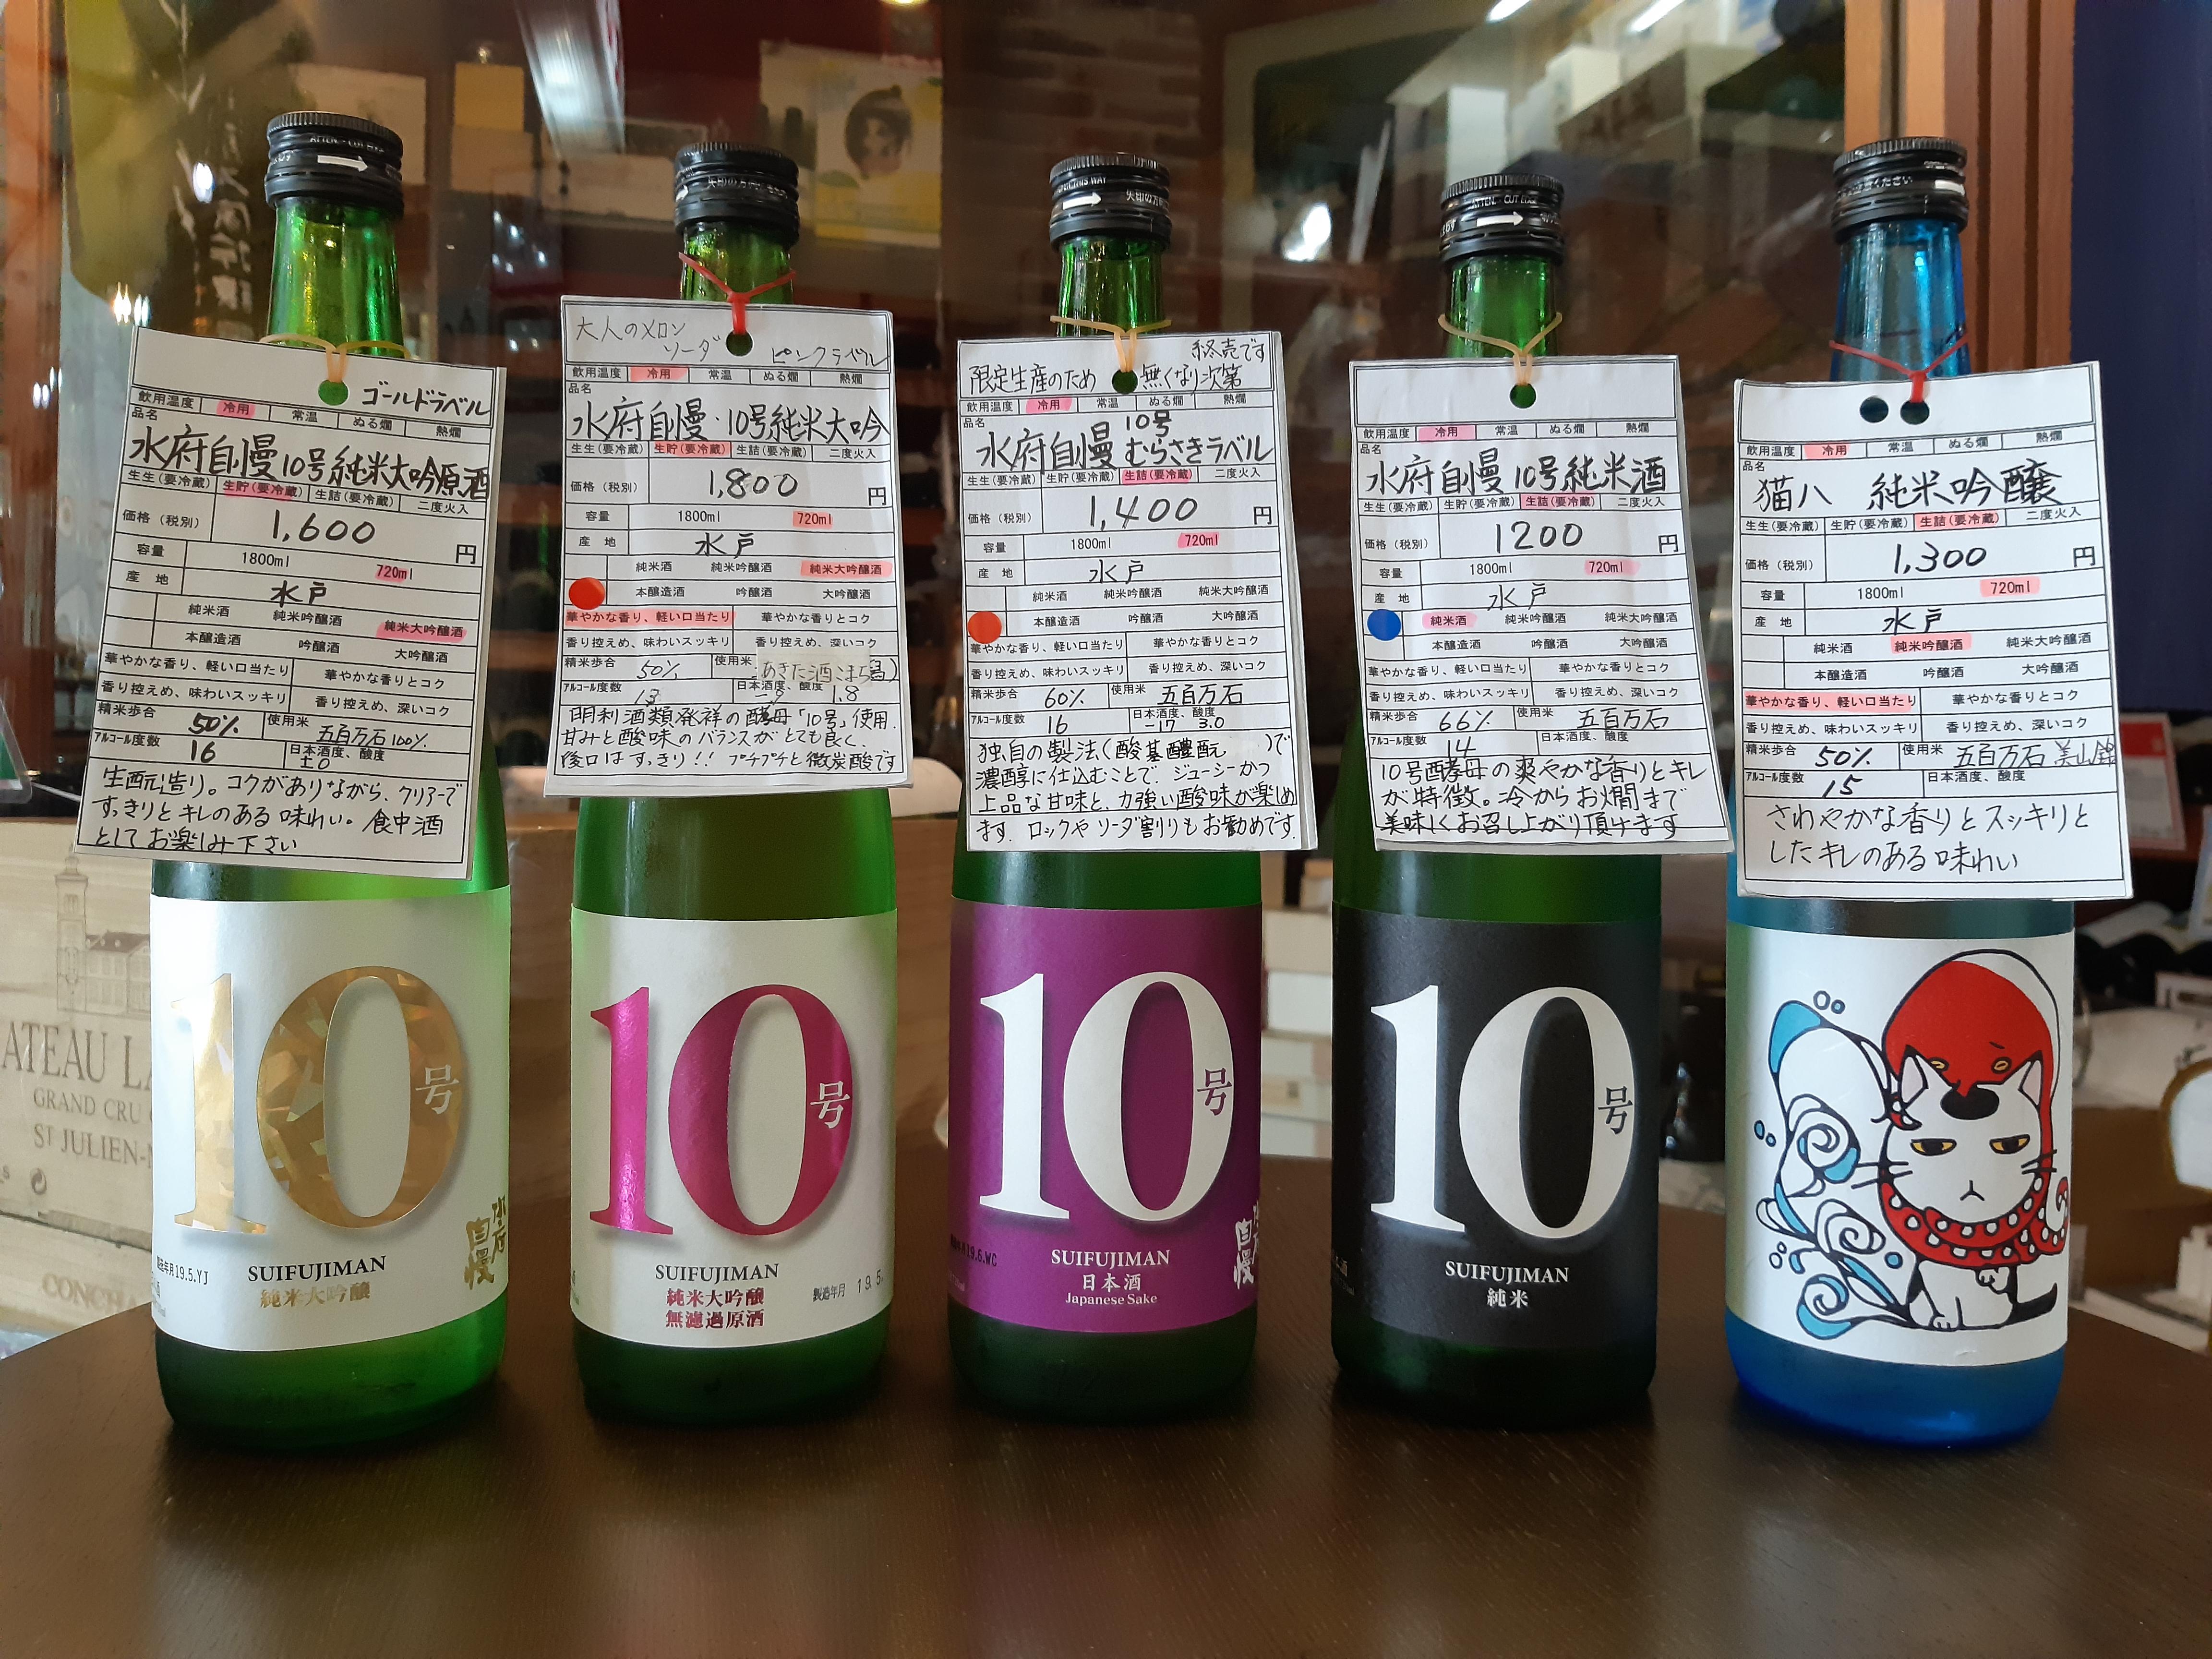 ゴールドラベル
飲用温度 冷用 常温 ぬる燗 熱燗
品名
水府自慢10号純米大吟原酒
生生(要冷蔵) 生貯(要冷蔵) 生詰(要冷蔵) 二度火入
価格(税別) 1,600 円
容量 1800ml 720ml
産地 水戸
純米酒 純米吟醸酒 純米大吟醸酒
本醸造酒 吟醸酒 大吟醸酒
華やかな香り、軽い口当たり 華やかな香りとコク
香り控えめ、味わいスッキリ 香り控えめ、深いコク
精米歩合 50% 使用米 五百万石100%
アルコール度数 16 日本酒度、酸度 ±0
生酛造り。コクがありながら、クリアーで
すっきりとキレのある味わい。食中酒
としてお楽しみ下さい
10号
製造年月19.5.YJ
SUIFUJIMAN
純米大吟醸
水府自慢
大人のメロン
ソーダ ピンクラベル
飲用温度 冷用 常温 ぬる燗 熱燗
品名
水府自慢・10号純米大吟
生生(要冷蔵) 生貯(要冷蔵) 生詰(要冷蔵) 二度火入
価格(税別) 1,800 円
容量 1800ml 720ml
産地 水戸
純米酒 純米吟醸酒 純米大吟醸酒
本醸造酒 吟醸酒 大吟醸酒
華やかな香り、軽い口当たり 華やかな香りとコク
香り控えめ、味わいスッキリ 香り控えめ、深いコク
精米歩合 50% 使用米 あきた酒こまち
アルコール度数 13 日本酒度、酸度 1.8
明利酒類発祥の酵母「10号」使用.
甘みと酸味のバランスがとても良く、
後口はすっきり!! プチプチと微炭酸です
10号
SUIFUJIMAN
純米大吟醸
無濾過原酒
製造年月 19.5.
終売です
限定生産のため 無くなり次第
飲用温度 冷用 常温 ぬる燗 熱燗
品名
10号
水府自慢 むらさきラベル
生生(要冷蔵) 生貯(要冷蔵) 生詰(要冷蔵) 二度火入
価格(税別) 1,400 円
容量 1800ml 720ml
産地 水戸
純米酒 純米吟醸酒 純米大吟醸酒
本醸造酒 吟醸酒 大吟醸酒
華やかな香り、軽い口当たり 華やかな香りとコク
香り控えめ、味わいスッキリ 香り控えめ、深いコク
精米歩合 60% 使用米 五百万石
アルコール度数 16 日本酒度、酸度 -17 3.0
独自の製法(酸基醴酛 )で
濃醇に仕込むことで、ジューシーかつ
上品な甘味と、力強い酸味が楽しめ
ます. ロックやソーダ割りもお勧めです.
10号
19.6.WC
SUIFUJIMAN
日本酒
Japanese Sake
水府自慢
飲用温度 冷用 常温 ぬる燗 熱燗
品名
水府自慢10号純米酒
生生(要冷蔵) 生貯(要冷蔵) 生詰(要冷蔵) 二度火入
価格(税別) 1200 円
容量 1800ml 720ml
産地 水戸
純米酒 純米吟醸酒 純米大吟醸酒
本醸造酒 吟醸酒 大吟醸酒
華やかな香り、軽い口当たり 華やかな香りとコク
香り控えめ、味わいスッキリ 香り控えめ、深いコク
精米歩合 66% 使用米 五百万石
アルコール度数 14 日本酒度、酸度
10号酵母の爽やかな香りとキレ
が特徴。冷からお燗まで
美味しくお召し上がり頂けます
10号
SUIFUJIMAN
純米
飲用温度 冷用 常温 ぬる燗 熱燗
品名
猫八 純米吟醸
生生(要冷蔵) 生貯(要冷蔵) 生詰(要冷蔵) 二度火入
価格(税別) 1,300 円
容量 1800ml 720ml
産地 水戸
純米酒 純米吟醸酒 純米大吟醸酒
本醸造酒 吟醸酒 大吟醸酒
華やかな香り、軽い口当たり 華やかな香りとコク
香り控えめ、味わいスッキリ 香り控えめ、深いコク
精米歩合 50% 使用米 五百万石 美山錦
アルコール度数 15 日本酒度、酸度
さわやかな香りとスッキリと
したキレのある味わい
GRAND CRU
ST JULIEN